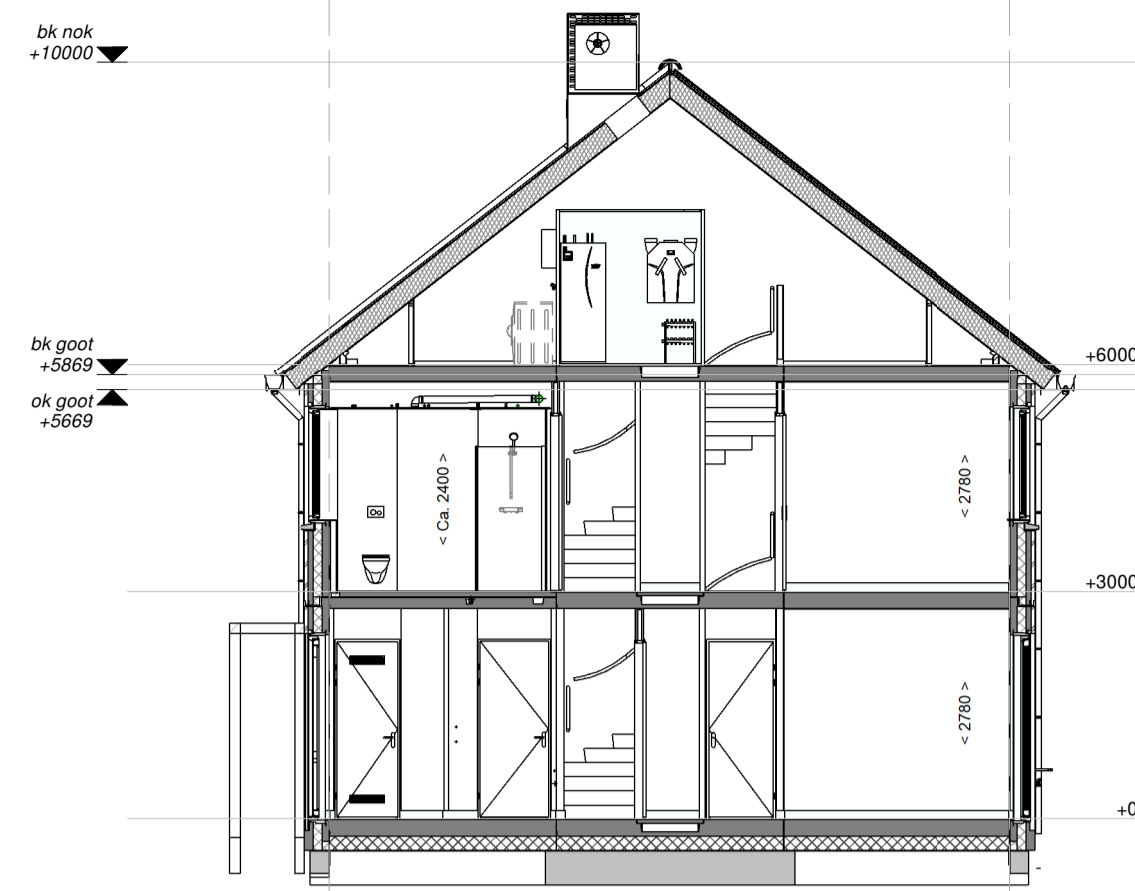 bk nok
+10000
bk goot
+5869
ok goot
+5669
+6000
< Ca. 2400 >
< 2780 >
+3000
< 2780 >
+0